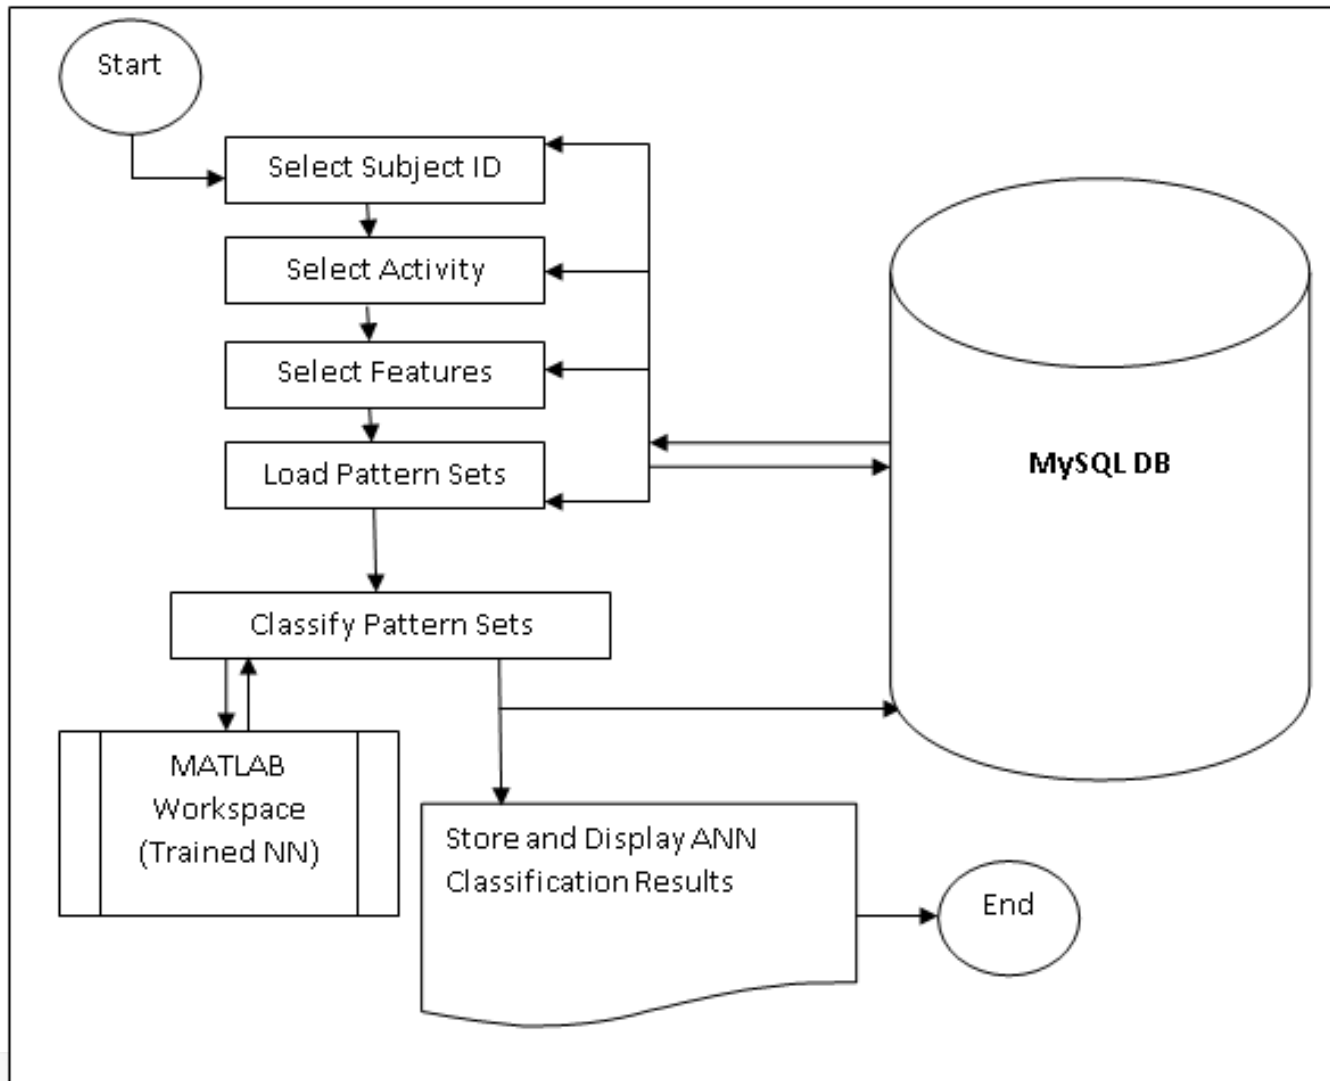 Start
Select Subject ID
Select Activity
Select Features
Load Pattern Sets
MySQL DB
Classify Pattern Sets
MATLAB
Workspace
(Trained NN)
Store and Display ANN
Classification Results
End